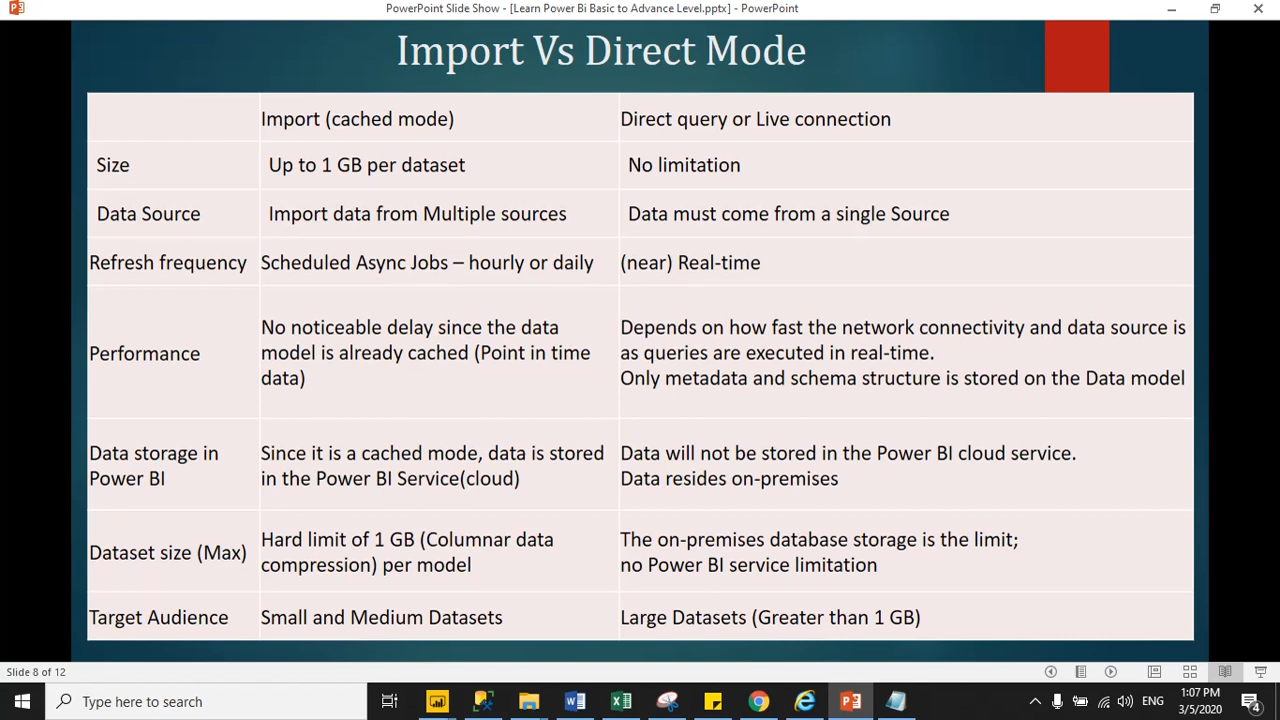 PowerPoint Slide Show - [Learn Power Bi Basic to Advance Level.pptx] - PowerPoint
Import Vs Direct Mode
Import (cached mode)
Direct query or Live connection
Size
Up to 1 GB per dataset
No limitation
Data Source
Import data from Multiple sources
Data must come from a single Source
Refresh frequency
Scheduled Async Jobs – hourly or daily
(near) Real-time
Performance
No noticeable delay since the data
model is already cached (Point in time
data)
Depends on how fast the network connectivity and data source is
as queries are executed in real-time.
Only metadata and schema structure is stored on the Data model
Data storage in
Power BI
Since it is a cached mode, data is stored
in the Power BI Service(cloud)
Data will not be stored in the Power BI cloud service.
Data resides on-premises
Dataset size (Max)
Hard limit of 1 GB (Columnar data
compression) per model
The on-premises database storage is the limit;
no Power BI service limitation
Target Audience
Small and Medium Datasets
Large Datasets (Greater than 1 GB)
Slide 8 of 12
Type here to search
ENG
1:07 PM
3/5/2020
4